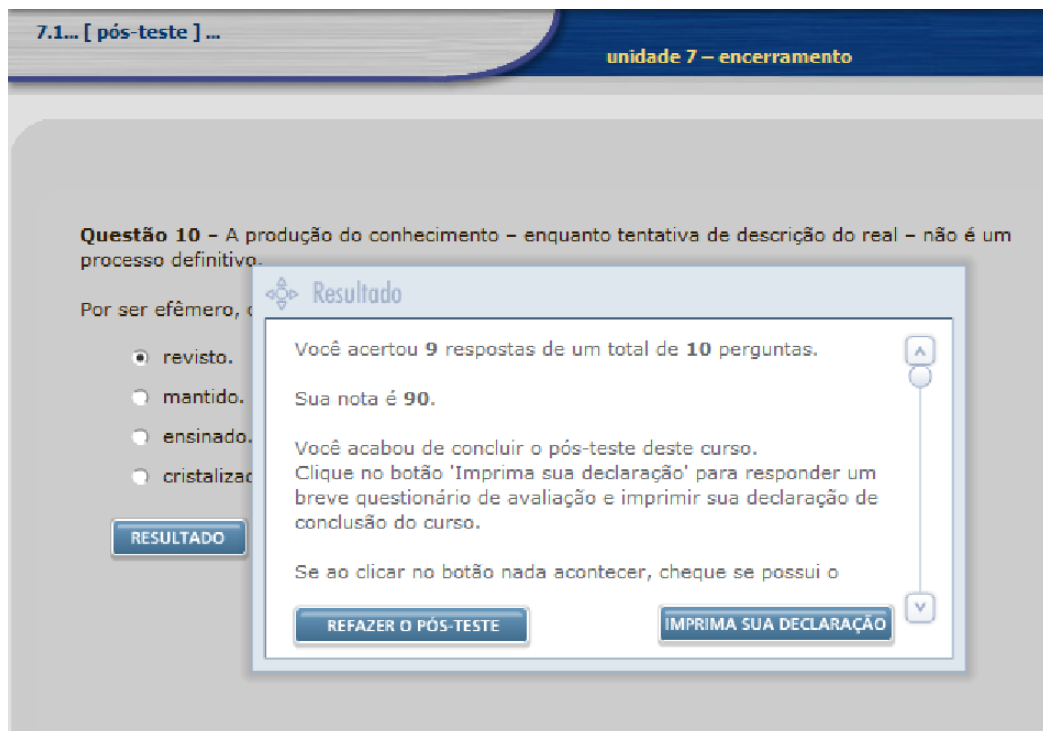 7.1... [ pós-teste ] ...
unidade 7 – encerramento
Questão 10 – A produção do conhecimento – enquanto tentativa de descrição do real – não é um
processo definitivo.
Por ser efêmero,
revisto.
mantido.
ensinado.
RESULTADO
Resultado
Você acertou 9 respostas de um total de 10 perguntas.
Sua nota é 90.
Você acabou de concluir o pós-teste deste curso.
Clique no botão 'Imprima sua declaração' para responder um
breve questionário de avaliação e imprimir sua declaração de
conclusão do curso.
Se ao clicar no botão nada acontecer, cheque se possui o
REFAZER O PÓS-TESTE
IMPRIMA SUA DECLARAÇÃO